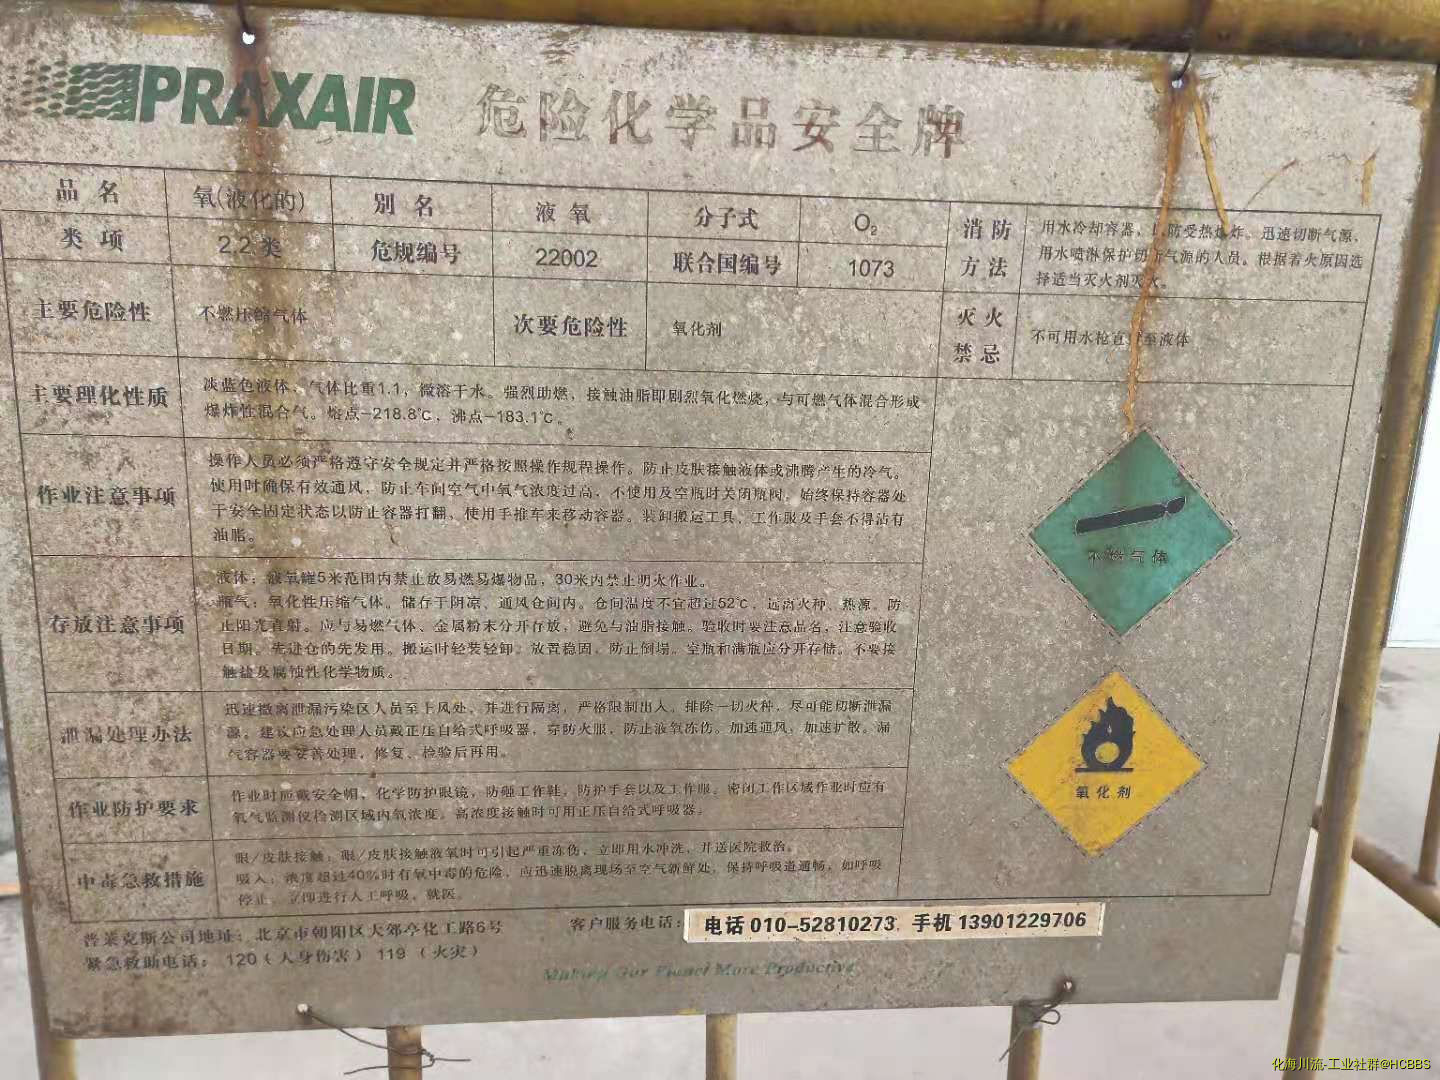 PRAXAIR 危险化学品安全牌
品 名 氧(液化的) 别 名 液 氧 分子式 O₂
类 项 2.2 类 危规编号 22002 联合国编号 1073
消 防 方 法
用水冷却容器,以防受热爆炸。迅速切断气源,
用水喷淋保护切断气源的人员。根据着火原因选
择适当灭火剂灭火。
主要危险性 不燃压缩气体 次要危险性 氧化剂
灭 火 禁 忌
不可用水枪直 至液体
主要理化性质
淡蓝色液体,气体比重1.1,微溶于水。强烈助燃,接触油脂即剧烈氧化燃烧,与可燃气体混合形成
爆炸性混合气。熔点-218.8℃,沸点-183.1℃。
作业注意事项
操作人员必须严格遵守安全规定并严格按照操作规程操作。防止皮肤接触液体或沸腾产生的冷气。
使用时确保有效通风,防止车间空气中氧气浓度过高,不使用及空瓶时关闭瓶阀,始终保持容器处
于安全固定状态以防止容器打翻,使用手推车来移动容器。装卸搬运工具,工作服及手套不得沾有
油脂。
存放注意事项
液体:液氧罐5米范围内禁止放易燃易爆物品,30米内禁止明火作业。
瓶气:氧化性压缩气体。储存于阴凉、通风仓间内。仓间温度不宜超过52℃,远离火种、热源,防
止阳光直射。应与易燃气体、金属粉末分开存放,避免与油脂接触。验收时要注意品名,注意验收
日期,先进仓的先发用。搬运时轻装轻卸,放置稳固,防止倒塌。空瓶和满瓶应分开存储。不要接
触盐及腐蚀性化学物质。
泄漏处理办法
迅速撤离泄漏污染区人员至上风处,并进行隔离,严格限制出入。排除一切火种,尽可能切断泄漏
源。建议应急处理人员戴正压自给式呼吸器,穿防火服,防止液氧冻伤。加速通风,加速扩散。漏
气容器要妥善处理,修复、检验后再用。
作业防护要求
作业时应戴安全帽,化学防护眼镜,防砸工作鞋,防护手套以及工作服。密闭工作区域作业时应有
氧气监测仪检测区域内氧浓度。高浓度接触时可用正压自给式呼吸器。
中毒急救措施
眼/皮肤接触:眼/皮肤接触液氧时可引起严重冻伤,立即用水冲洗,并送医院救治。
吸入:浓度超过40%时有氧中毒的危险,应迅速脱离现场至空气新鲜处,保持呼吸道通畅,如呼吸
停止,立即进行人工呼吸,就医。
不燃气体
氧化剂
普莱克斯公司地址:北京市朝阳区大郊亭化工路6号
客户服务电话: 电话 010-52810273, 手机 13901229706
紧急救助电话: 120(人身伤害) 119(火灾)
Making Our Planet More Productive
化海川流-工业社群@HCBBS